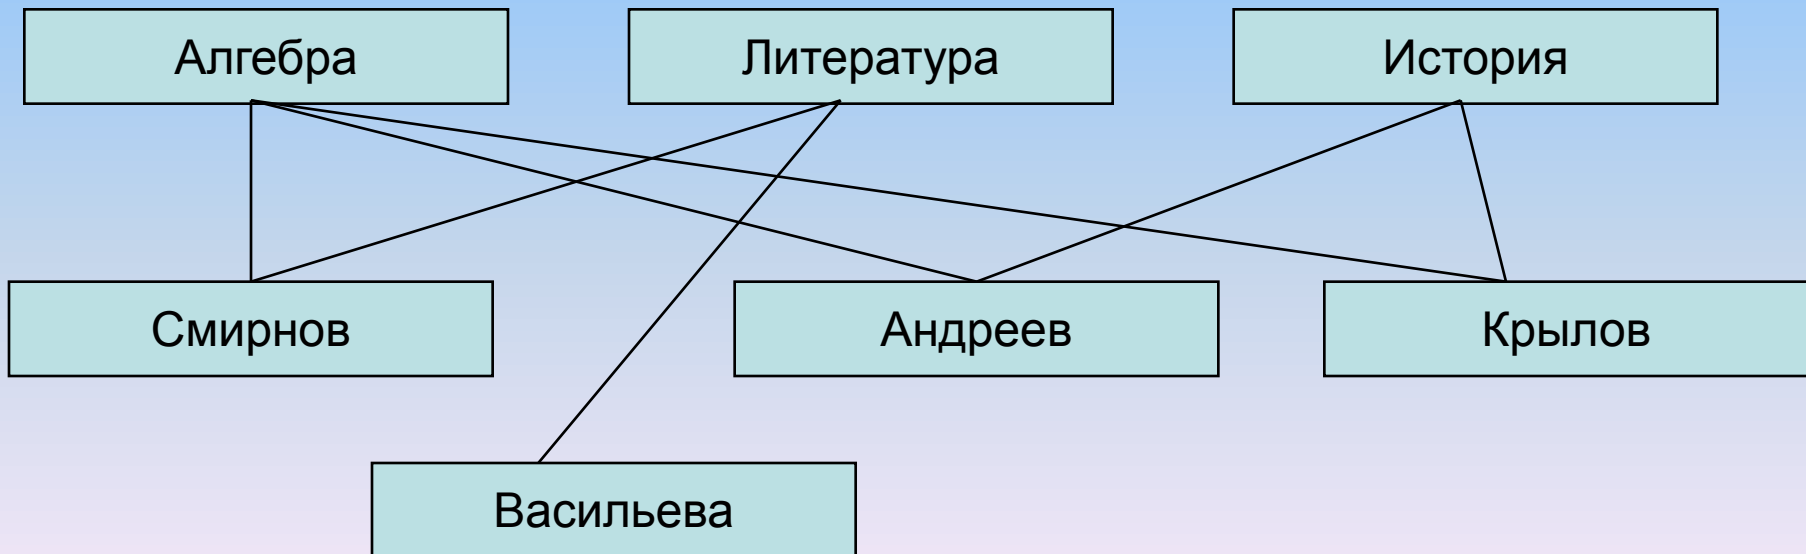 Алгебра
Литература
История
Смирнов
Андреев
Крылов
Васильева